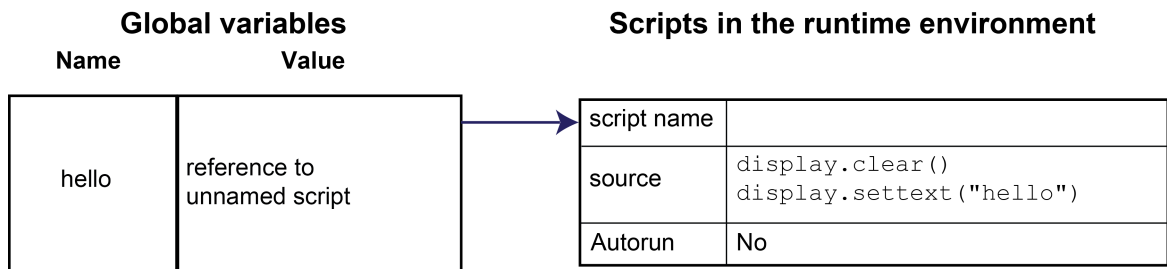 Global variables
Name Value
hello
reference to
unnamed script
Scripts in the runtime environment
script name
source display.clear()
display.settext("hello")
Autorun No